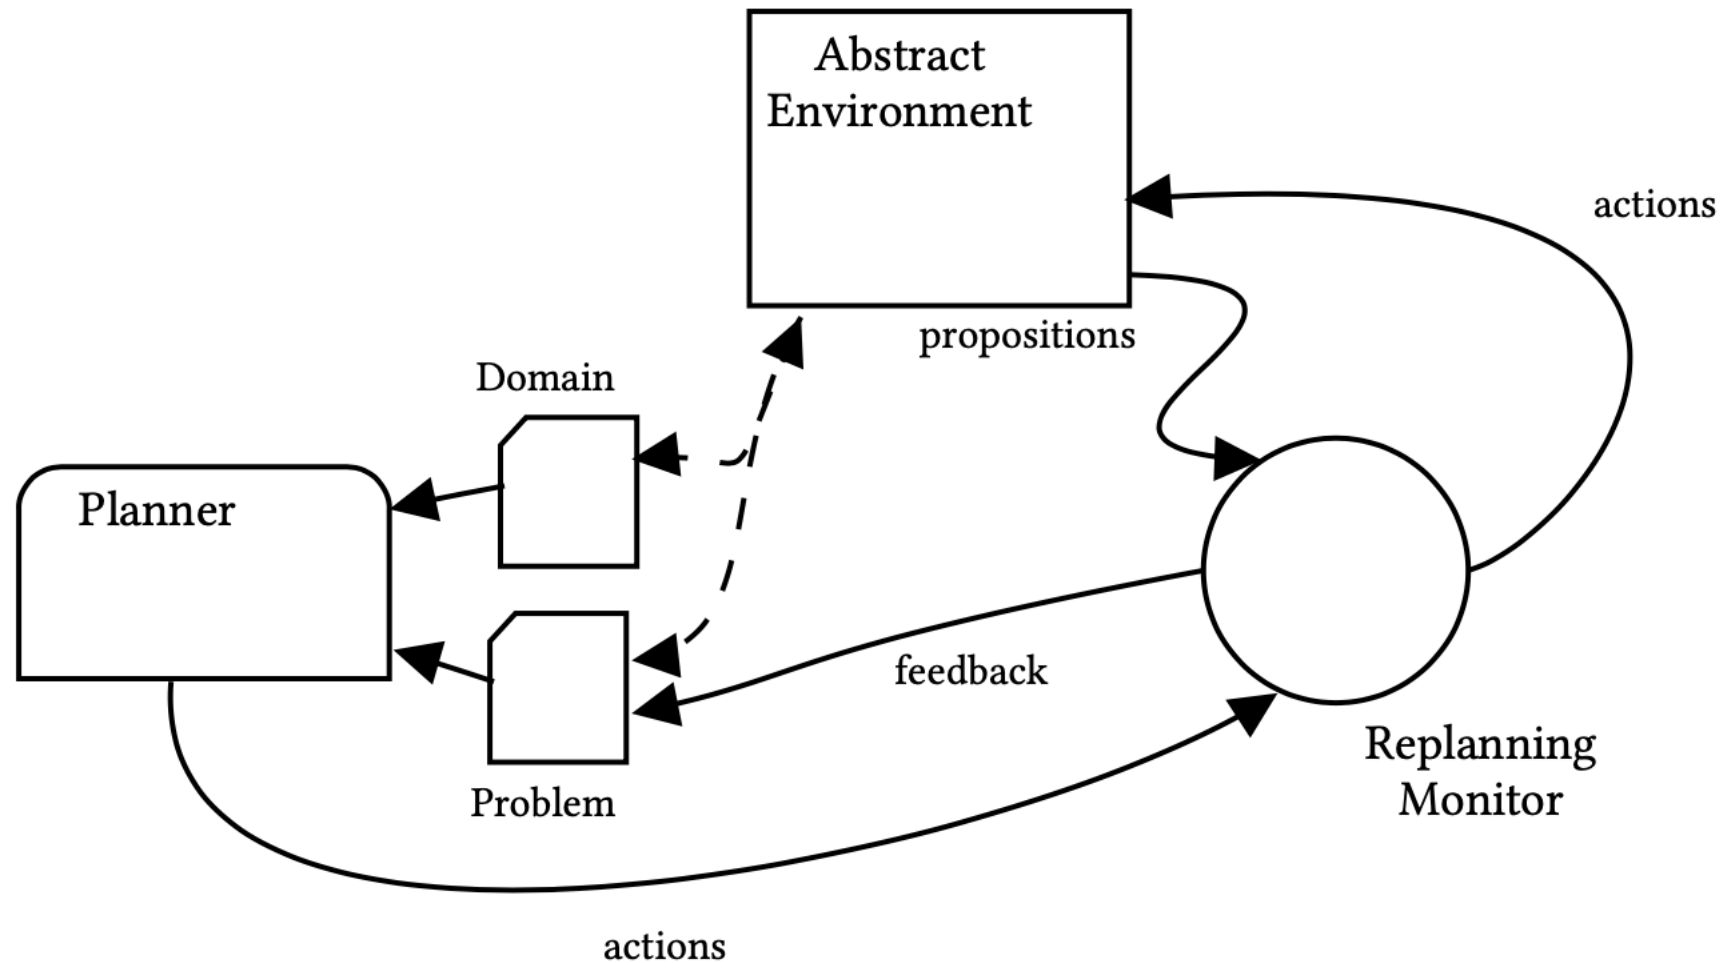 Abstract
Environment
actions
propositions
Domain
Planner
feedback
Replanning
Monitor
Problem
actions